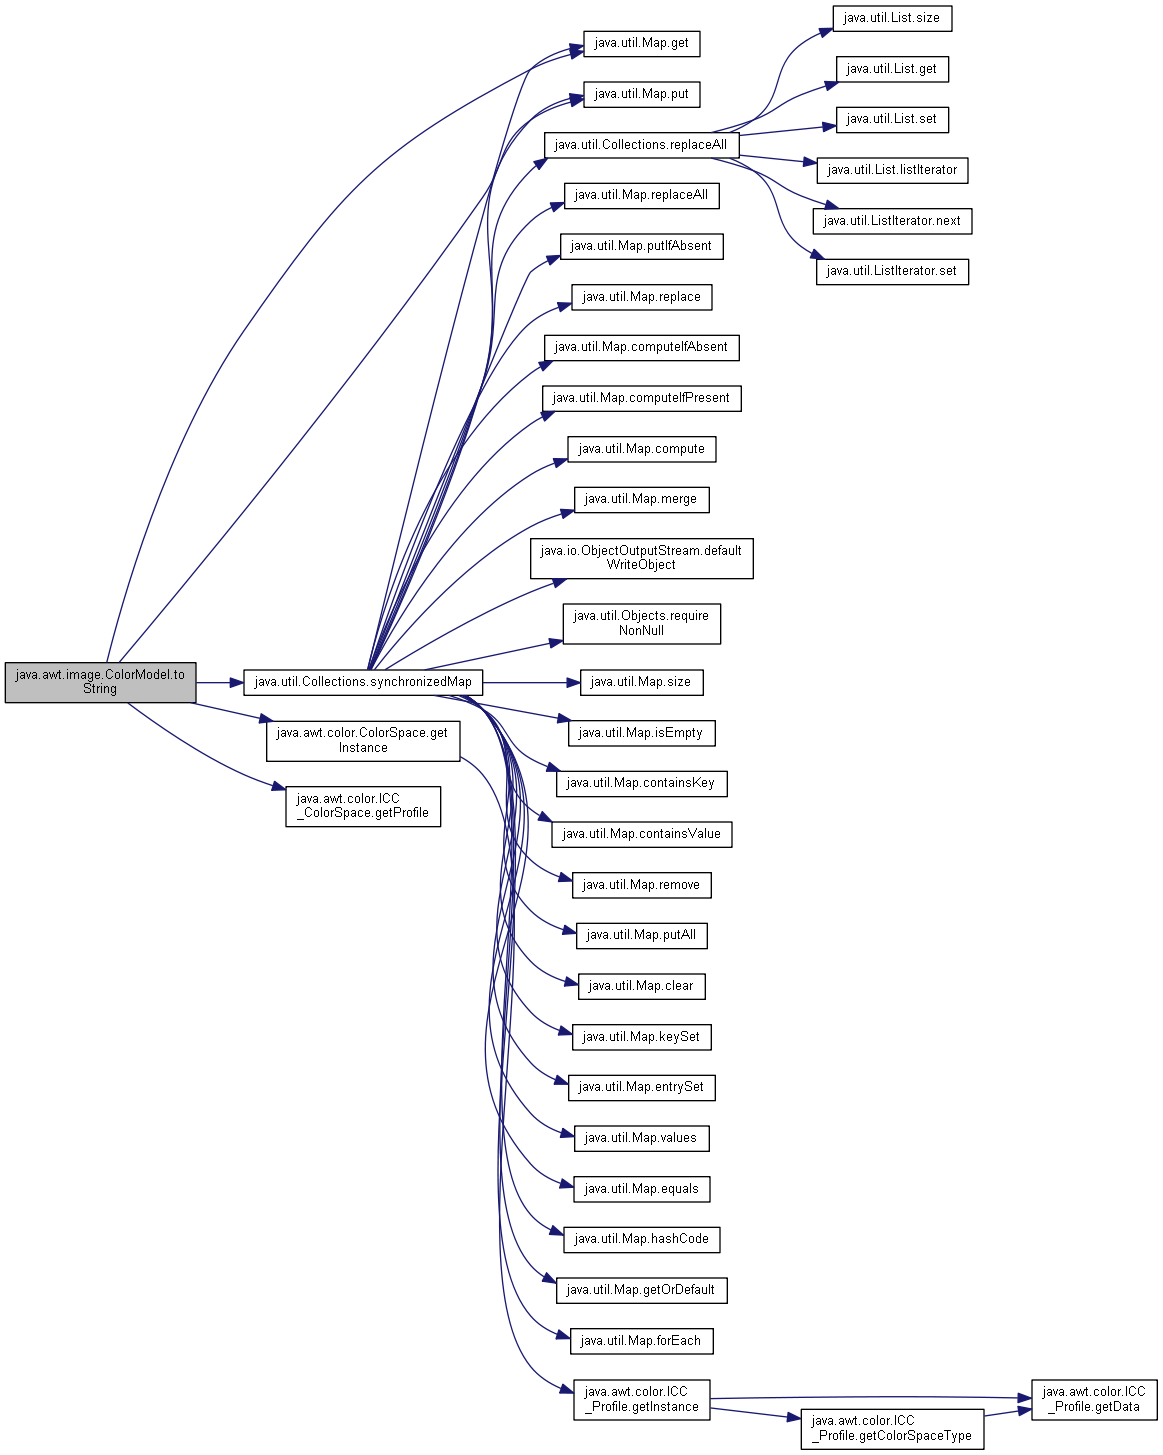 java.util.List.size
java.util.Map.get
java.util.List.get
java.util.Map.put
java.util.List.set
java.util.Collections.replaceAll
java.util.List.listIterator
java.util.Map.replaceAll
java.util.ListIterator.next
java.util.Map.putIfAbsent
java.util.ListIterator.set
java.util.Map.replace
java.util.Map.computeIfAbsent
java.util.Map.computeIfPresent
java.util.Map.compute
java.util.Map.merge
java.io.ObjectOutputStream.default
WriteObject
java.util.Objects.require
NonNull
java.awt.image.ColorModel.to
String
java.util.Collections.synchronizedMap
java.util.Map.size
java.awt.color.ColorSpace.get
Instance
java.util.Map.isEmpty
java.util.Map.containsKey
java.awt.color.ICC
_ColorSpace.getProfile
java.util.Map.containsValue
java.util.Map.remove
java.util.Map.putAll
java.util.Map.clear
java.util.Map.keySet
java.util.Map.entrySet
java.util.Map.values
java.util.Map.equals
java.util.Map.hashCode
java.util.Map.getOrDefault
java.util.Map.forEach
java.awt.color.ICC
_Profile.getInstance
java.awt.color.ICC
_Profile.getData
java.awt.color.ICC
_Profile.getColorSpaceType